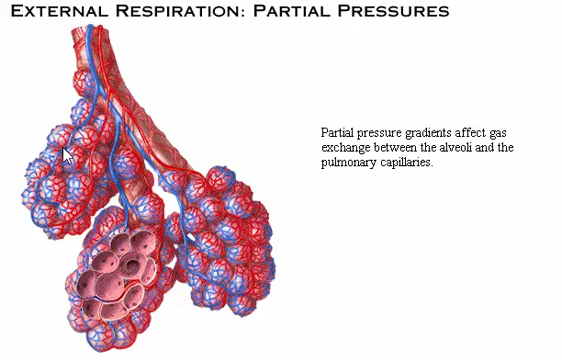 External Respiration: Partial Pressures
Partial pressure gradients affect gas
exchange between the alveoli and the
pulmonary capillaries.